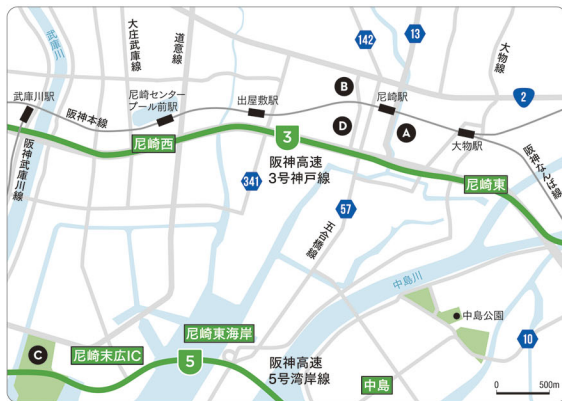 武庫川
大庄武庫線
道意線
142
13
大物線
2
武庫川駅
尼崎センター
プール前駅
出屋敷駅
B
尼崎駅
阪神本線
D
A
大物駅
尼崎西
3
阪神高速
3号神戸線
阪神武庫川線
阪神なんば線
341
57
尼崎東
五合橋線
中島川
中島公園
尼崎東海岸
C
尼崎末広IC
5
阪神高速
5号湾岸線
中島
10
0 500m